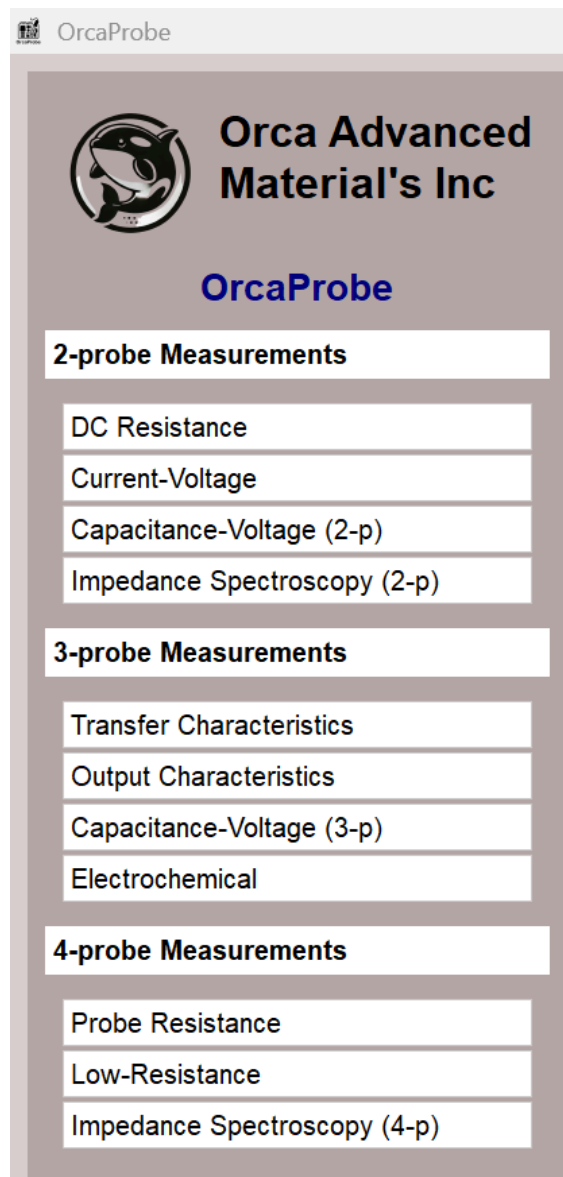 OrcaProbe
Orca Advanced
Material's Inc
OrcaProbe
2-probe Measurements
DC Resistance
Current-Voltage
Capacitance-Voltage (2-p)
Impedance Spectroscopy (2-p)
3-probe Measurements
Transfer Characteristics
Output Characteristics
Capacitance-Voltage (3-p)
Electrochemical
4-probe Measurements
Probe Resistance
Low-Resistance
Impedance Spectroscopy (4-p)